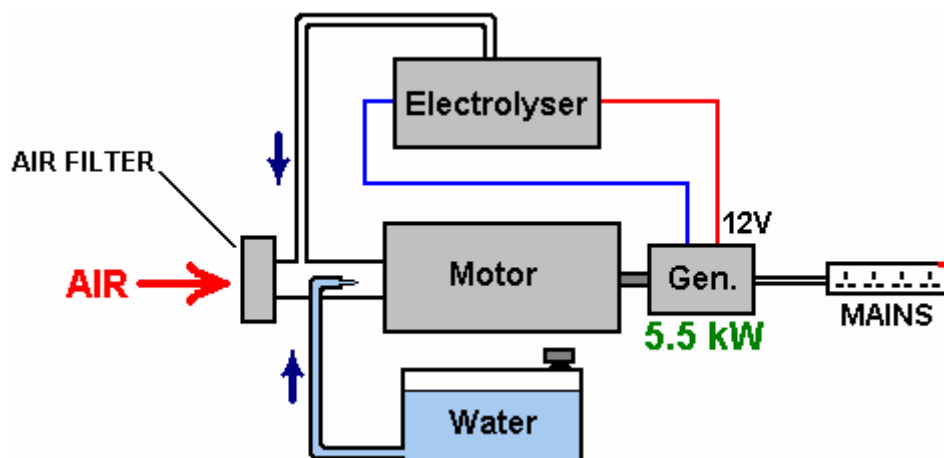 Electrolyser
AIR FILTER
12V
AIR
Motor
Gen.
MAINS
5.5 kW
Water